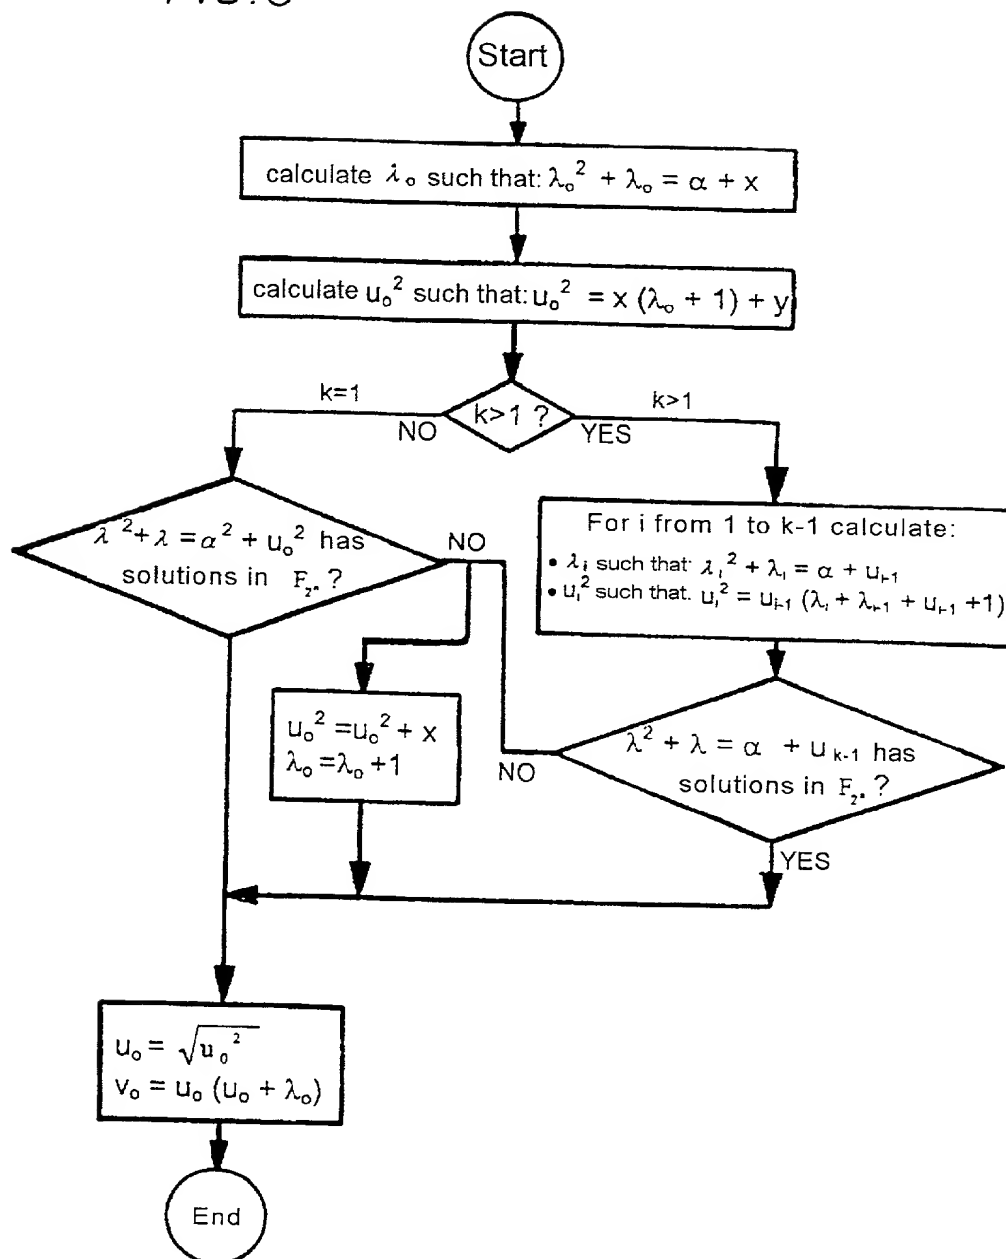 Start
calculate λ₀ such that: λ₀² + λ₀ = α + x
calculate u₀² such that: u₀² = x (λ₀ + 1) + y
k=1
k>1 ?
k>1
NO
YES
λ² + λ = α² + u₀² has
solutions in F₂ⁿ ?
NO
For i from 1 to k-1 calculate:
• λᵢ such that λᵢ² + λᵢ = α + uᵢ₋₁
• uᵢ² such that. uᵢ² = uᵢ₋₁ (λᵢ + λᵢ₋₁ + uᵢ₋₁ +1)
u₀² =u₀² + x
λ₀ =λ₀ +1
λ² + λ = α + uₖ₋₁ has
solutions in F₂ⁿ ?
NO
YES
u₀ = √u₀²
v₀ = u₀ (u₀ + λ₀)
End